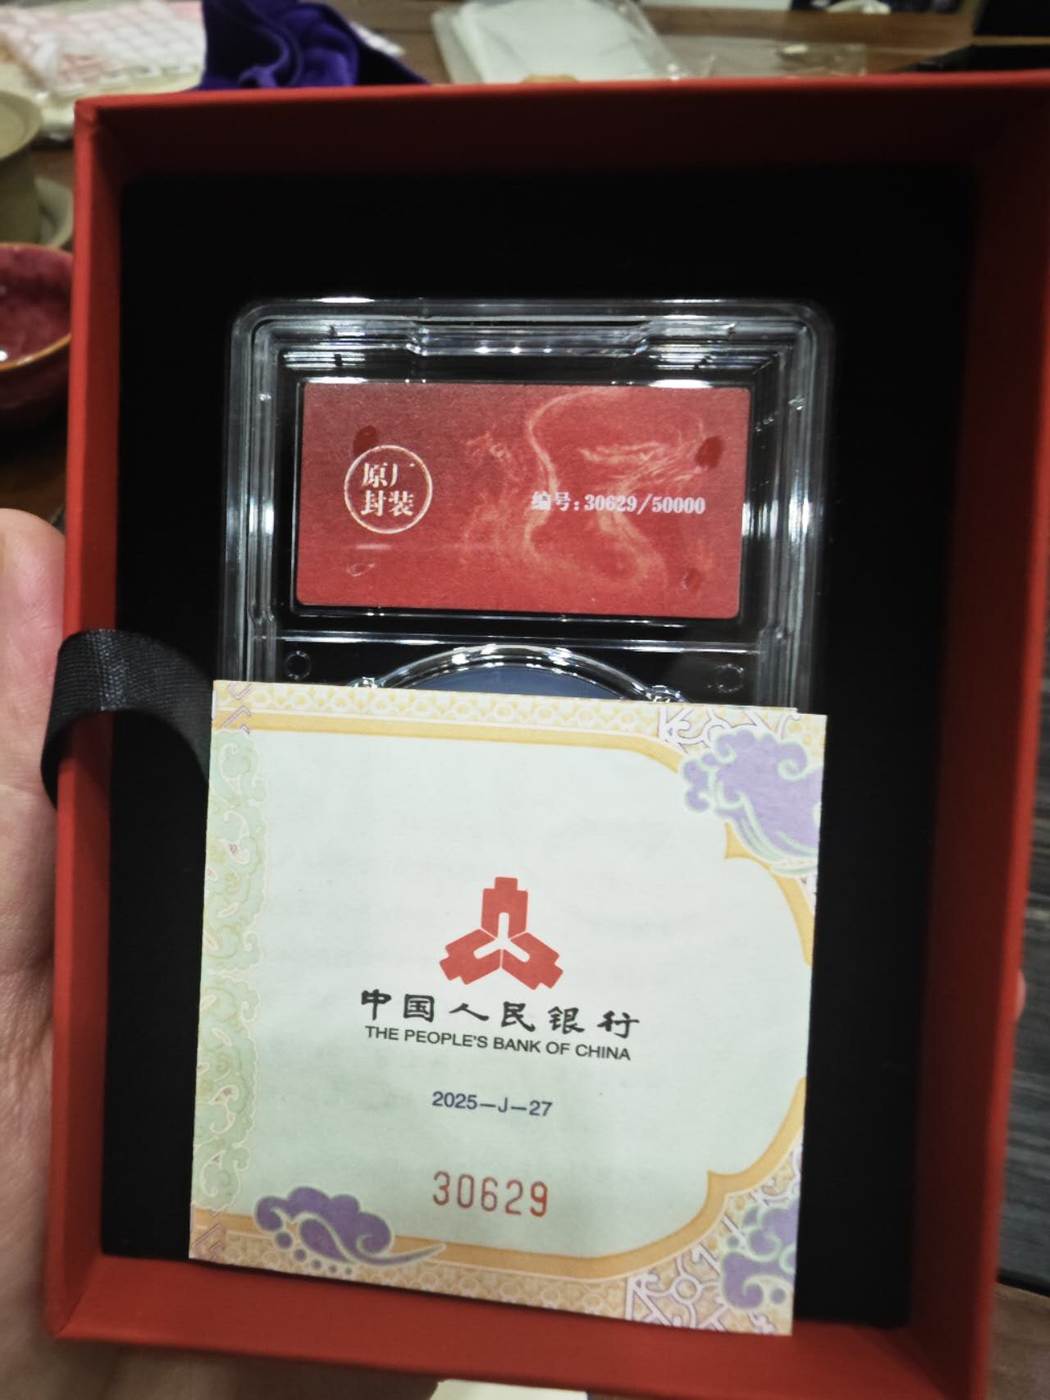 原厂
封装
编号:30629/50000
中国人民银行
THE PEOPLE'S BANK OF CHINA
2025—J—27
30629